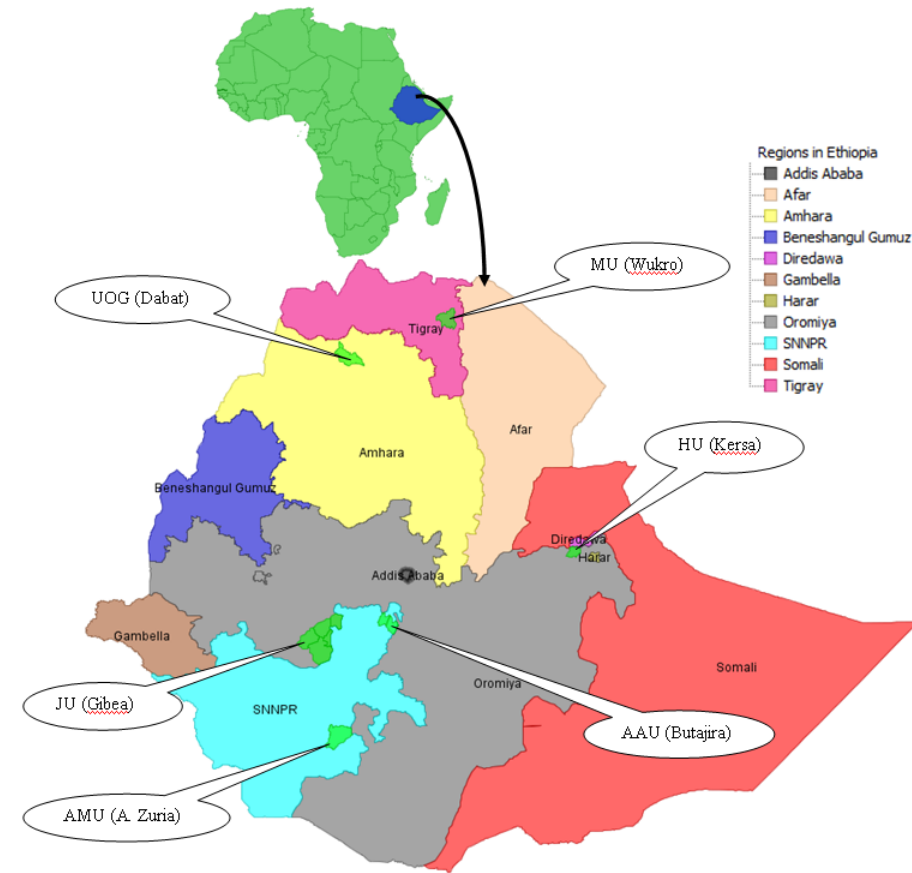 Regions in Ethiopia
Addis Ababa
Afar
Amhara
Beneshangul Gumuz
Diredawa
Gambella
Harar
Oromiya
SNNPR
Somali
Tigray
MU (Wukro)
UOG (Dabat)
Tigray
Afar
HU (Kersa)
Amhara
Beneshangul Gumuz
Diredawa
Harar
Addis Ababa
Gambella
Somali
Oromiya
JU (Gibea)
SNNPR
AAU (Butajira)
AMU (A. Zuria)